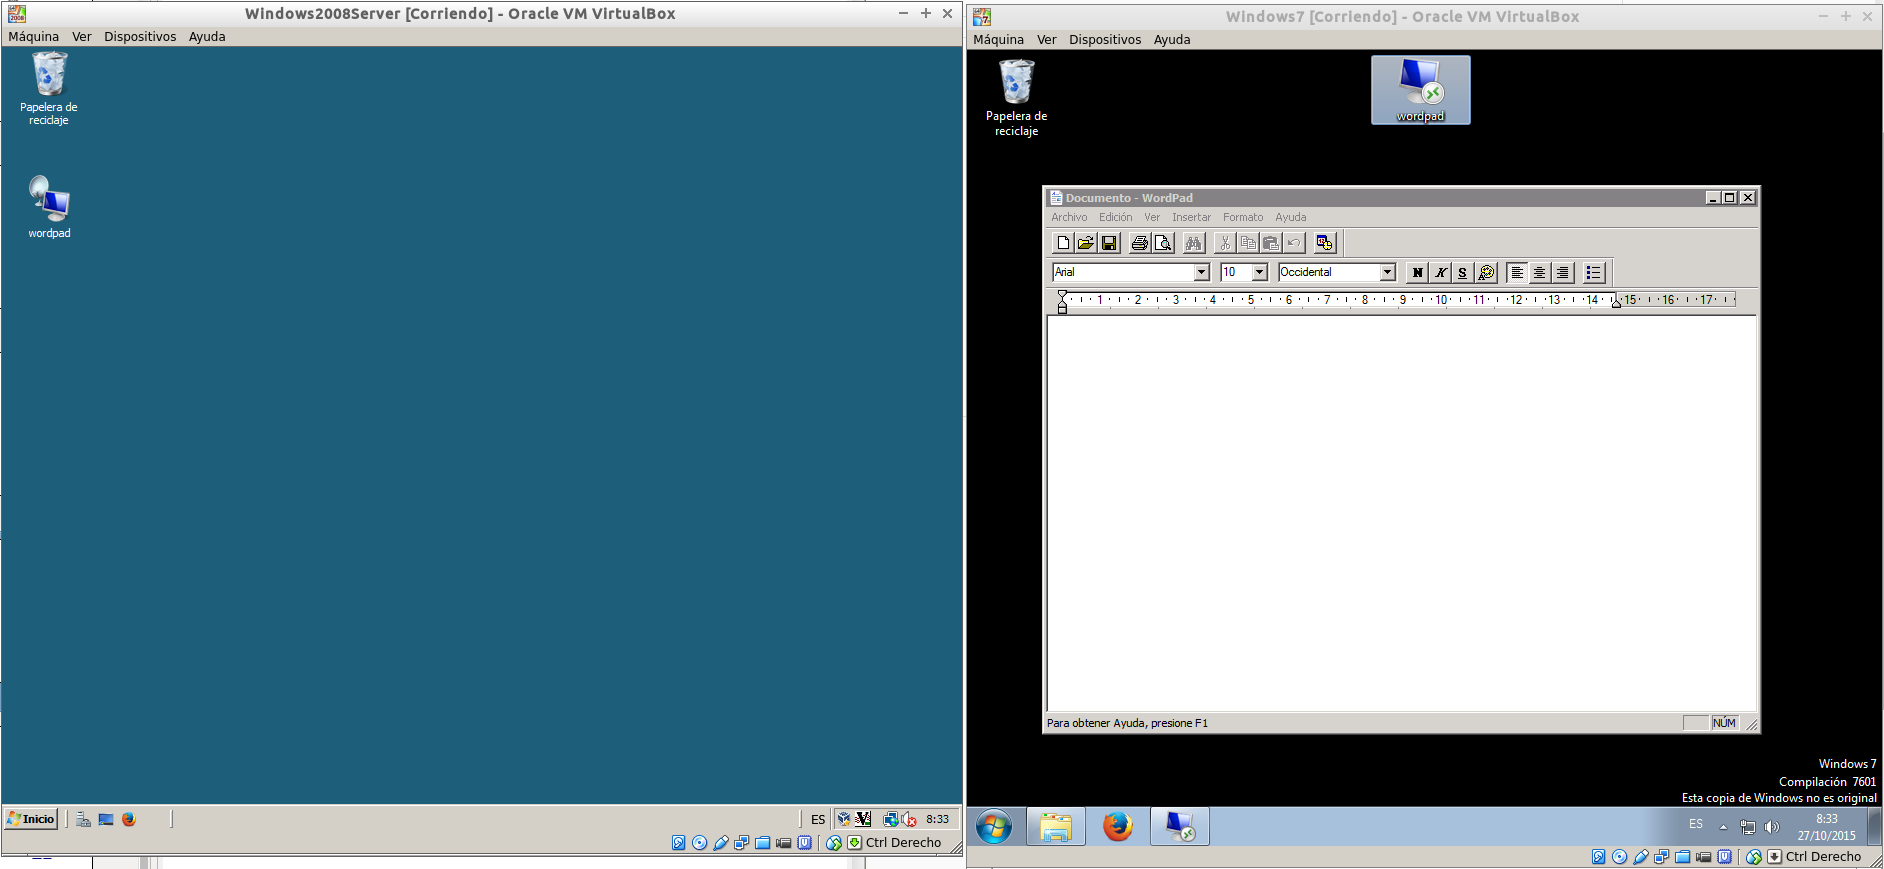 Windows2008Server [Corriendo] - Oracle VM VirtualBox
Máquina Ver Dispositivos Ayuda
Papelera de
reciclaje
wordpad
Inicio
ES
8:33
Ctrl Derecho
Windows7 [Corriendo] - Oracle VM VirtualBox
Máquina Ver Dispositivos Ayuda
Papelera de
reciclaje
wordpad
Documento - WordPad
Archivo Edición Ver Insertar Formato Ayuda
Arial 10 Occidental N K S
1 2 3 4 5 6 7 8 9 10 11 12 13 14 15 16 17
Para obtener Ayuda, presione F1
NÚM
Windows 7
Compilación 7601
Esta copia de Windows no es original
ES
8:33
27/10/2015
Ctrl Derecho